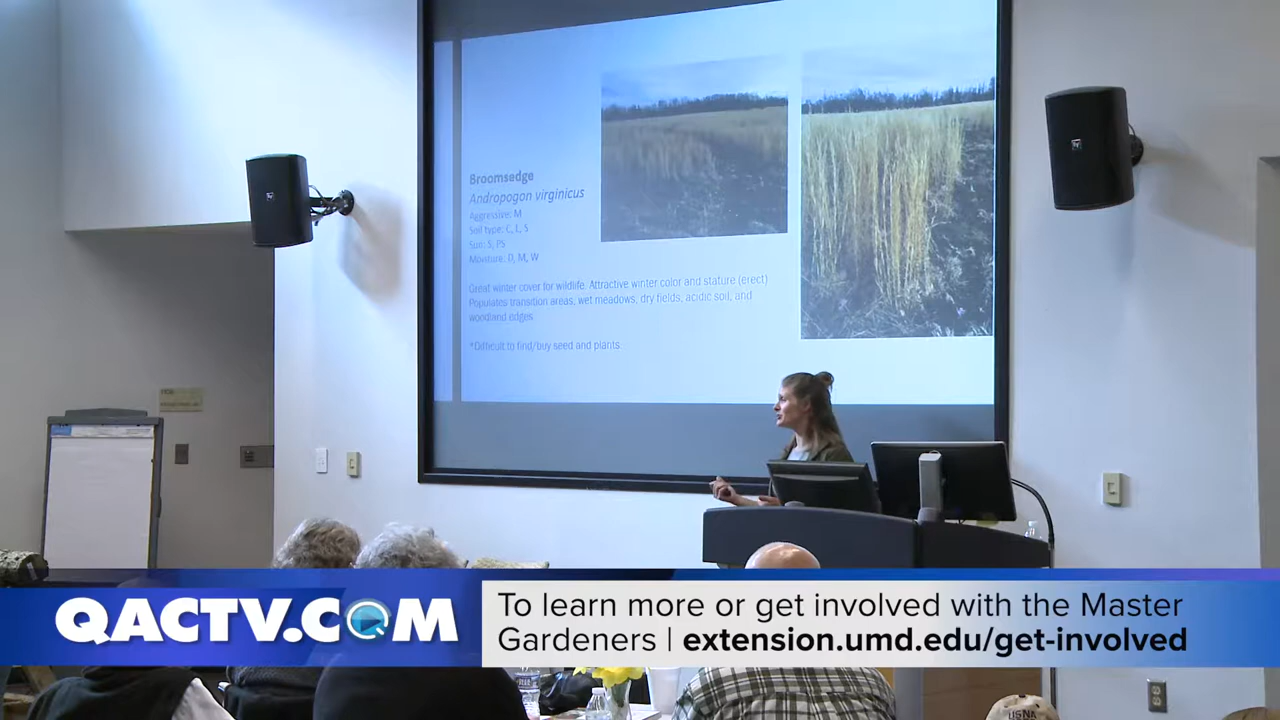 Broomsedge
Andropogon virginicus
Aggressive: M
Soil type: C, L, S
Sun: S, PS
Moisture: D, M, W
Great winter cover for wildlife. Attractive winter color and stature (erect)
Populates transition areas, wet meadows, dry fields, acidic soil, and
woodland edges
*Difficult to find/buy seed and plants
QACTV.COM
To learn more or get involved with the Master
Gardeners | extension.umd.edu/get-involved
USNA